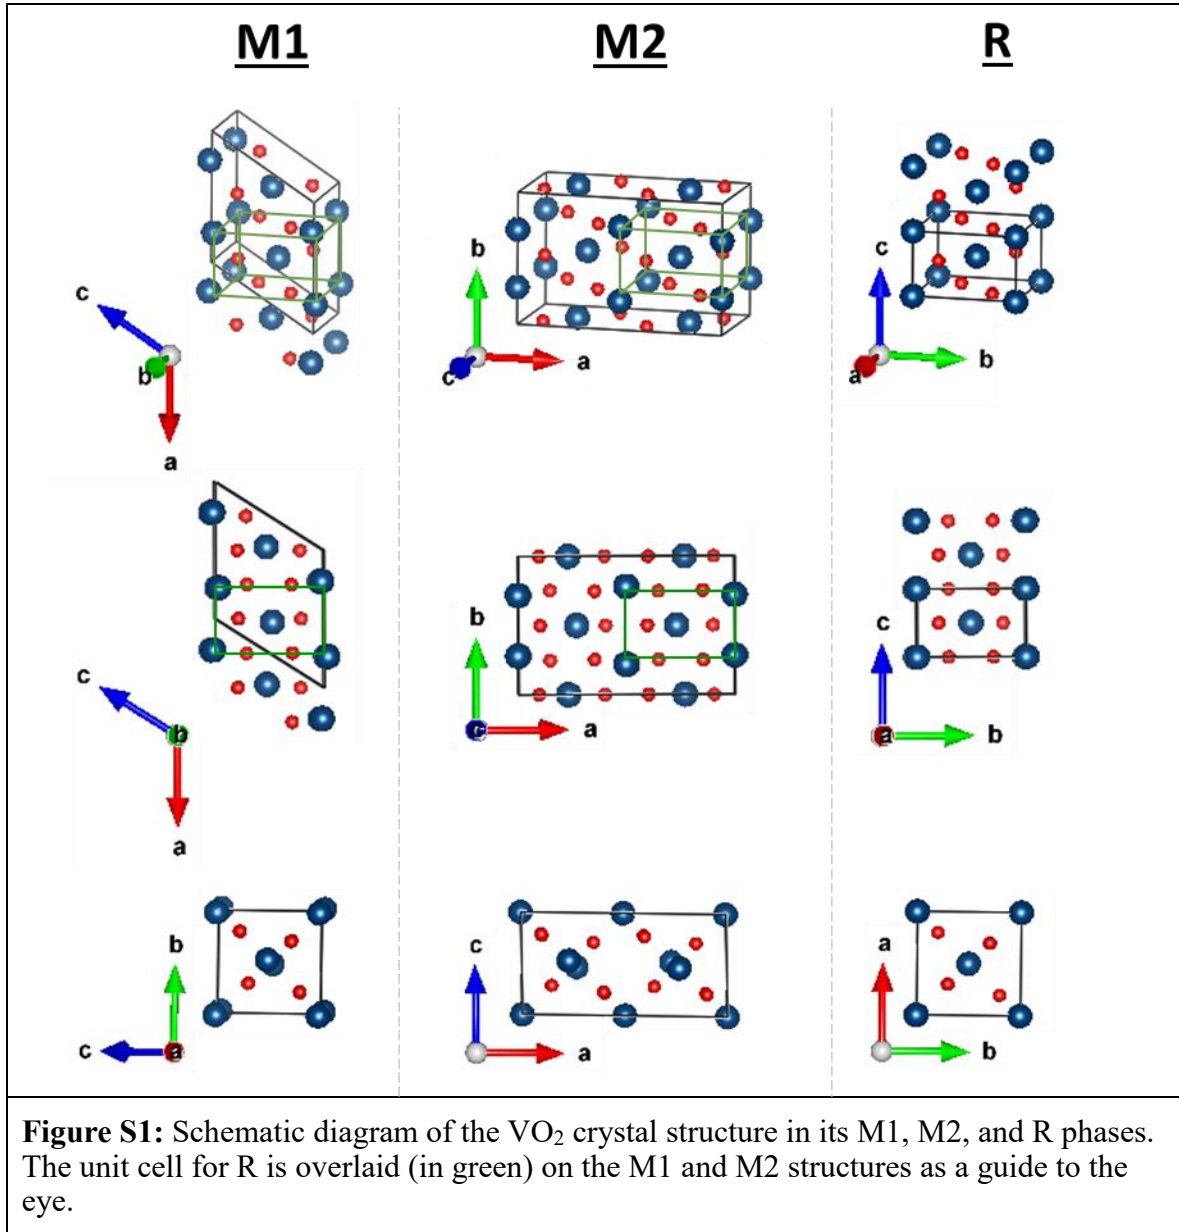 M1 M2 R
c
b
a
b
c
a
c
a
b
c
b
a
b
c
a
c
a
b
b
c
a
c
a
a
b
Figure S1: Schematic diagram of the VO₂ crystal structure in its M1, M2, and R phases.
The unit cell for R is overlaid (in green) on the M1 and M2 structures as a guide to the
eye.